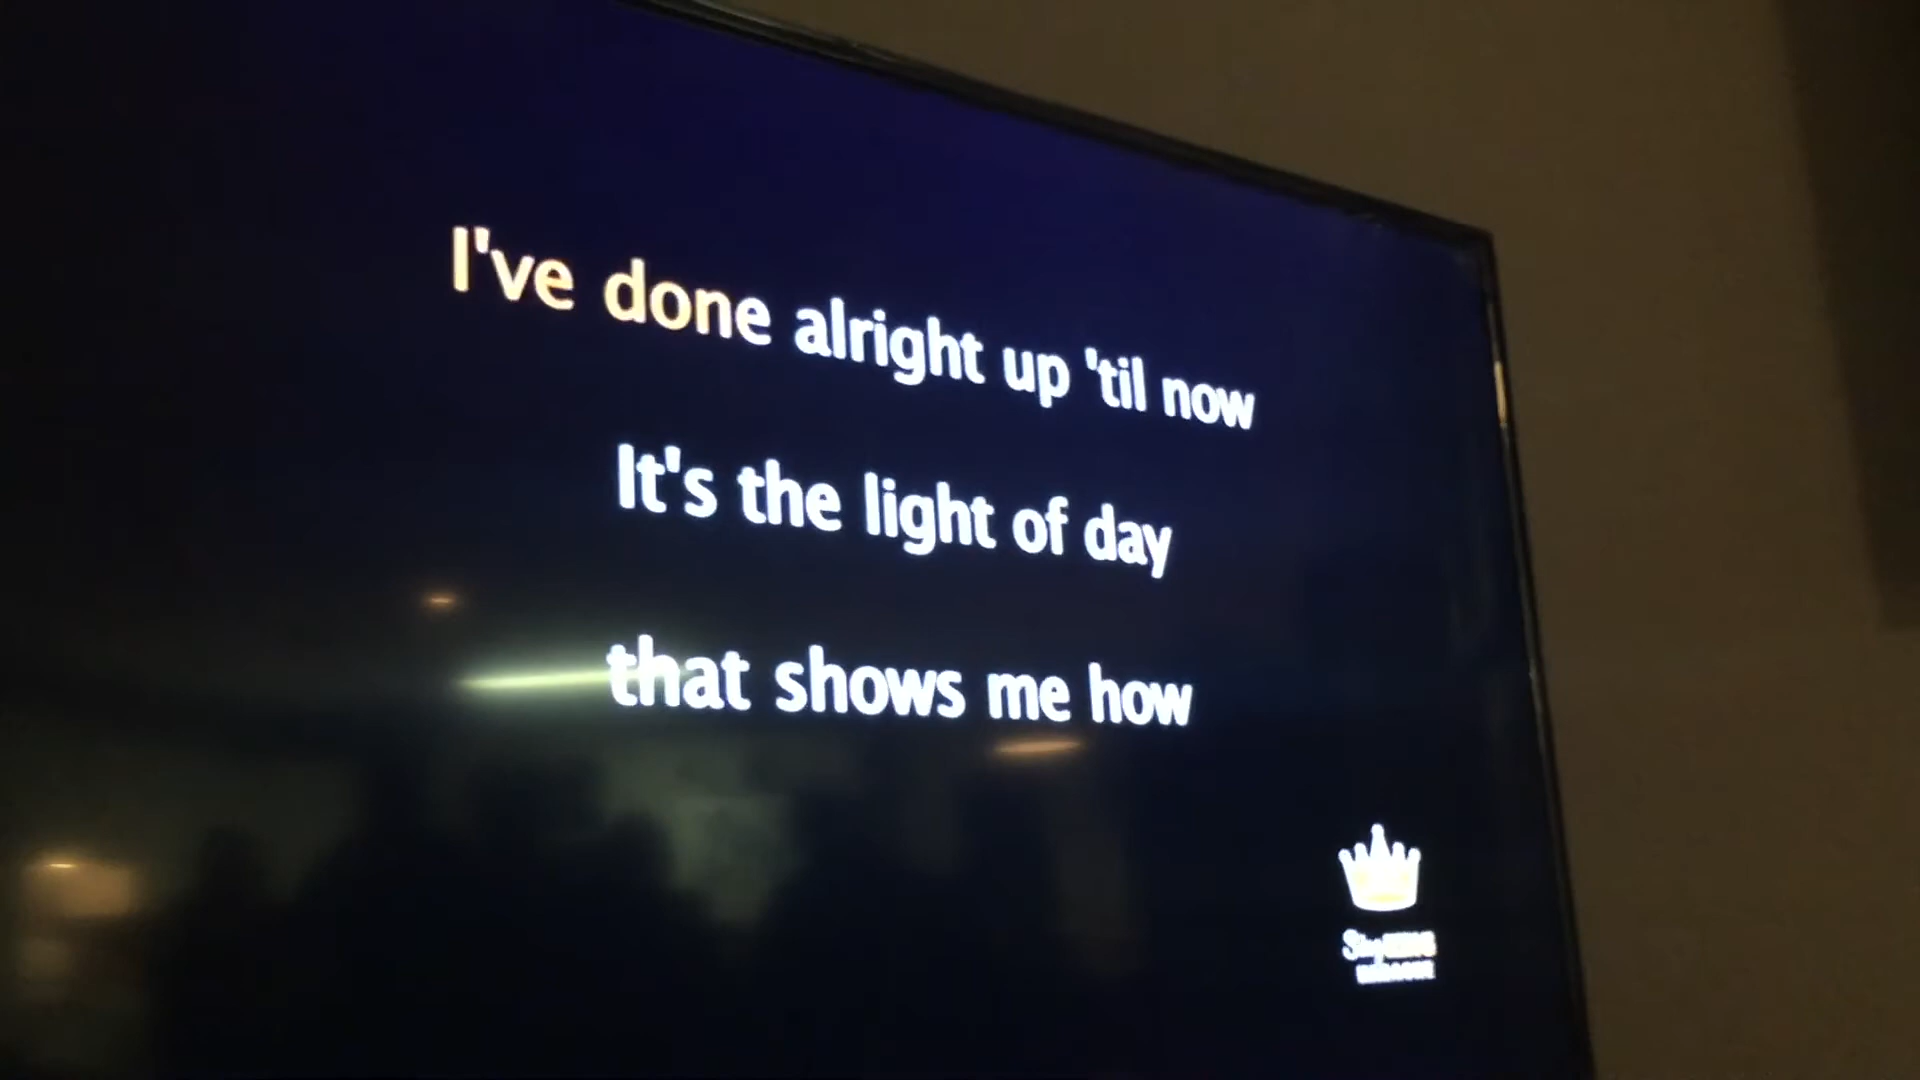 I've done alright up 'til now
It's the light of day
that shows me how